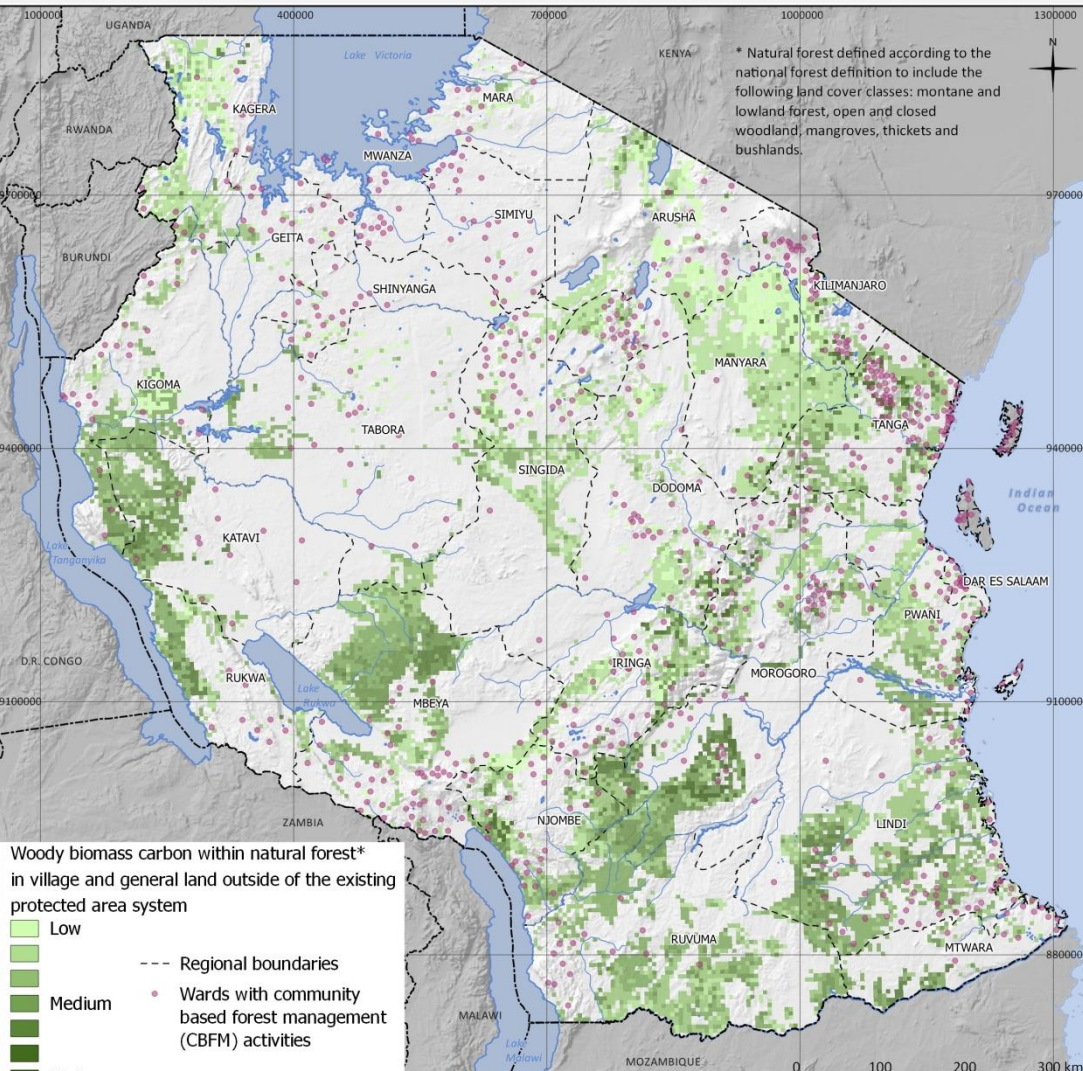 100000
400000
700000
1000000
1300000
UGANDA
Lake Victoria
KENYA
N
* Natural forest defined according to the
national forest definition to include the
following land cover classes: montane and
lowland forest, open and closed
woodland, mangroves, thickets and
bushlands.
MARA
KAGERA
RWANDA
MWANZA
9700000
970000
SIMIYU
ARUSHA
GEITA
BURUNDI
SHINYANGA
KILIMANJARO
MANYARA
KIGOMA
TANGA
TABORA
9400000
940000
SINGIDA
DODOMA
Indian
Ocean
KATAVI
Lake
Tanganyika
DAR ES SALAAM
PWANI
D.R. CONGO
IRINGA
RUKWA
MOROGORO
Lake
Rukwa
9100000
910000
MBEYA
ZAMBIA
NJOMBE
LINDI
Woody biomass carbon within natural forest*
in village and general land outside of the existing
protected area system
Low
RUVUMA
MTWARA
880000
Regional boundaries
Medium
Wards with community
based forest management
(CBFM) activities
MALAWI
Lake
Malawi
MOZAMBIQUE
0
100
200
300 km